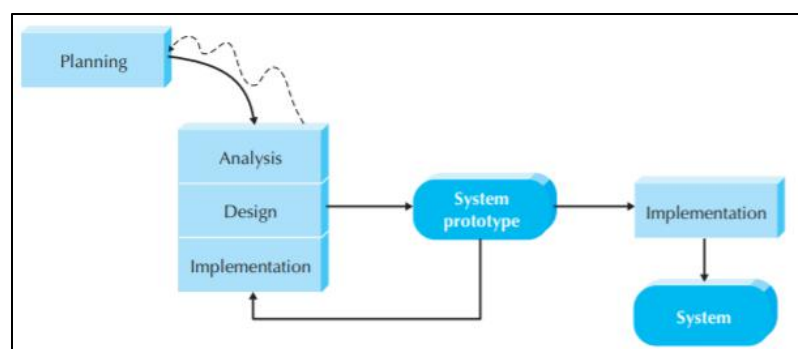 Planning
Analysis
Design
Implementation
System
prototype
Implementation
System